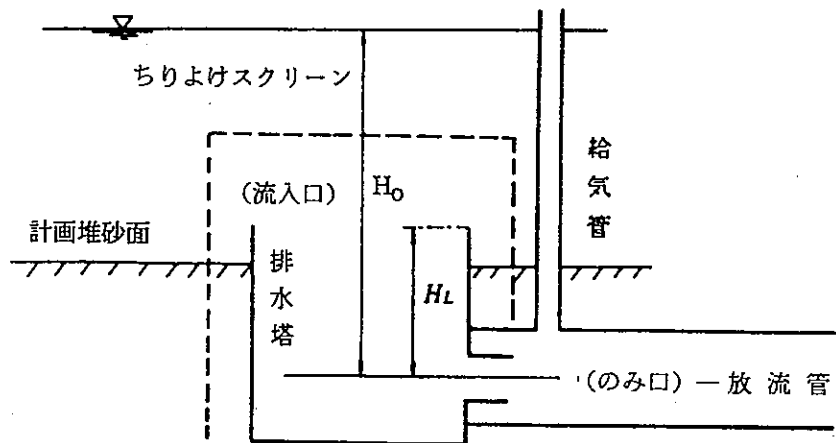 ちりよけスクリーン
給気管
(流入口)
H₀
計画堆砂面
排水塔
HL
(のみ口)－放流管